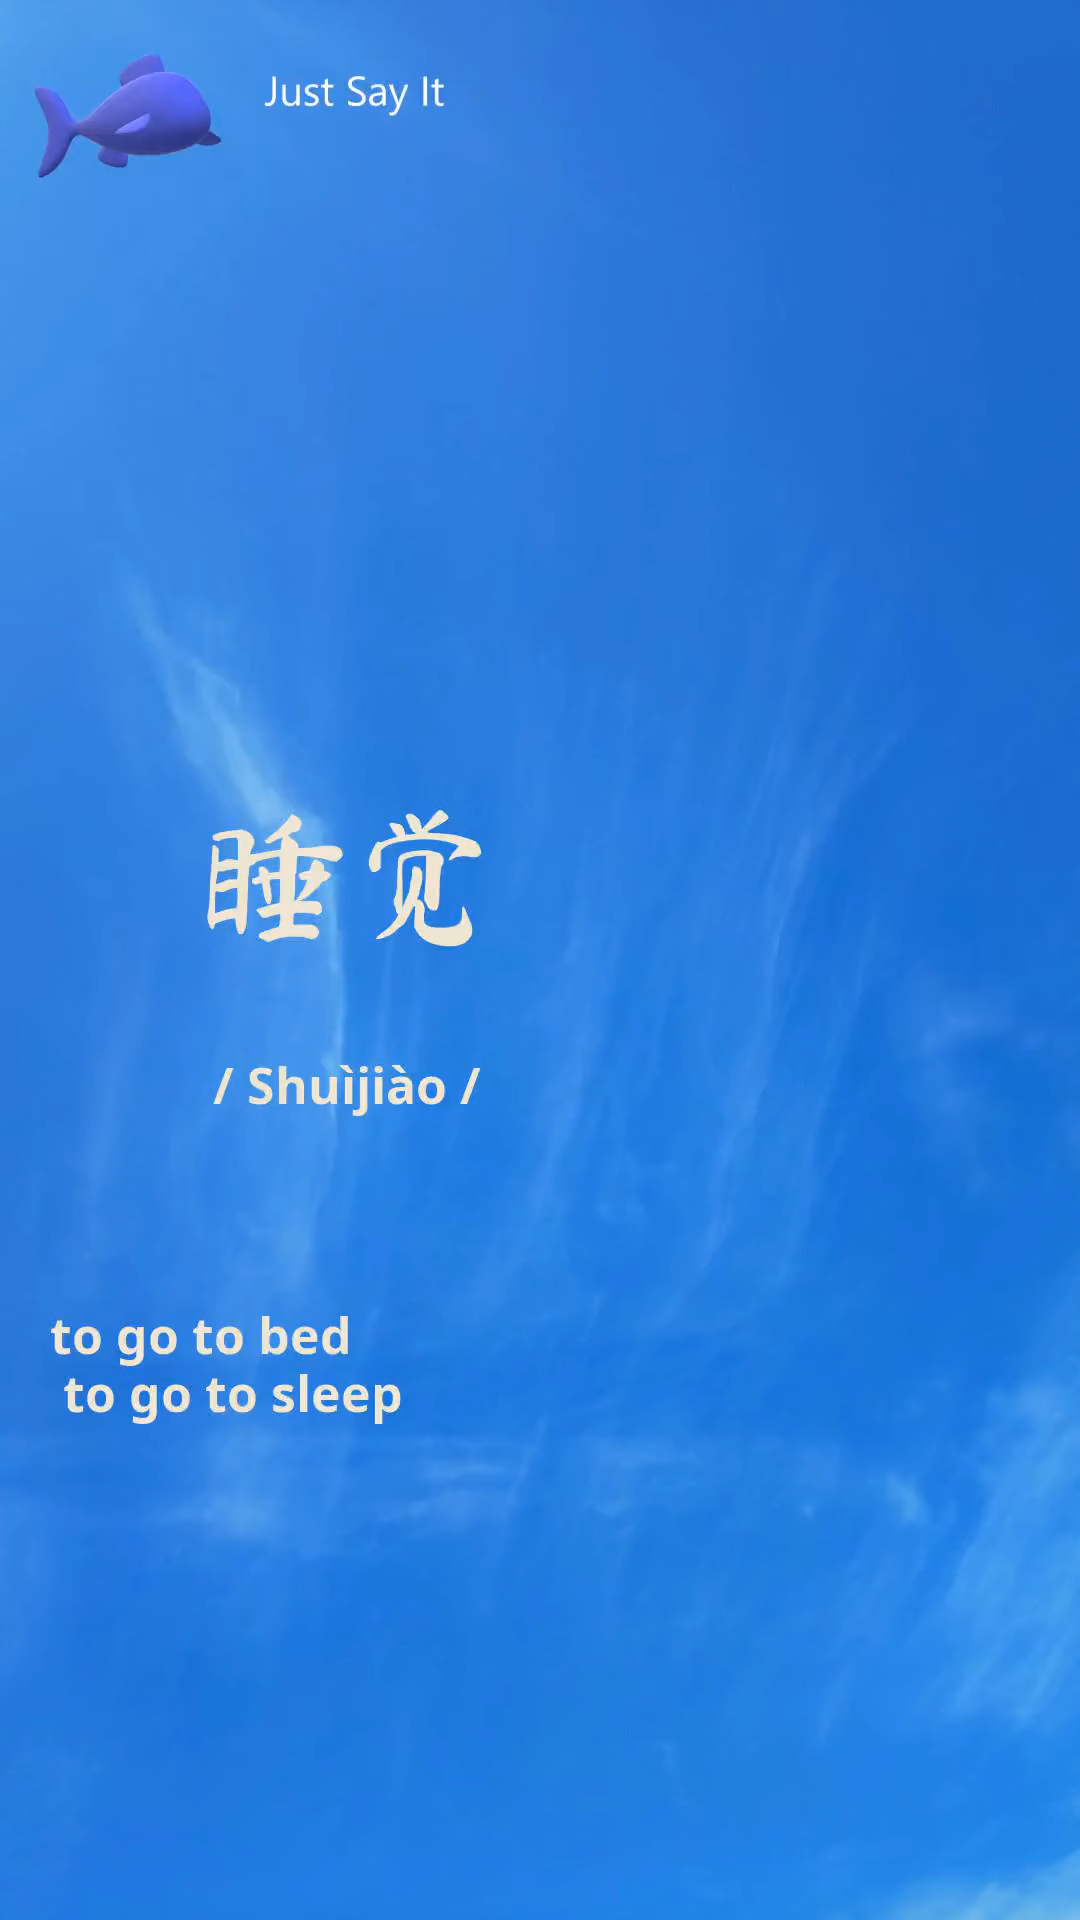 Just Say It
睡觉
/ Shuìjiào /
to go to bed
to go to sleep